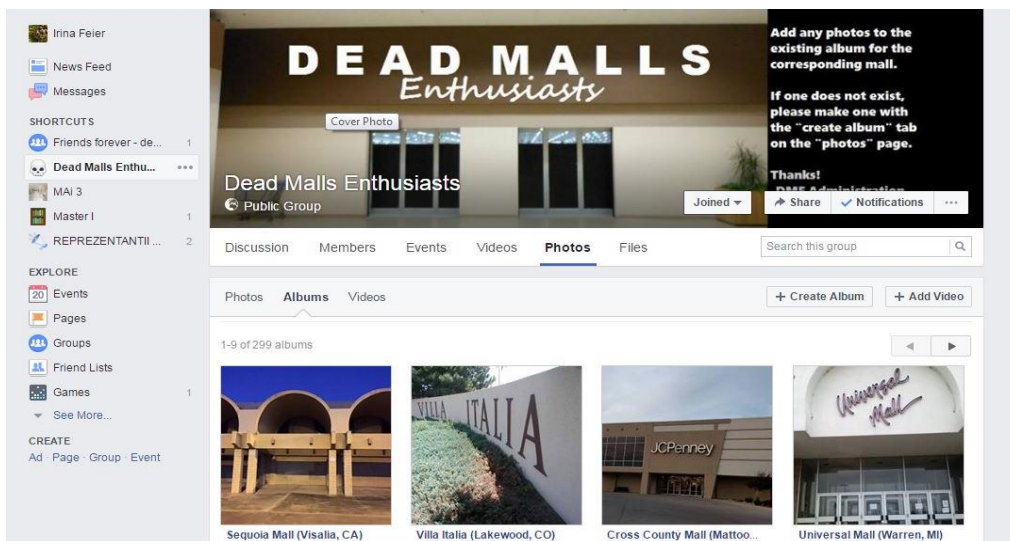 Irina Feier
News Feed
Messages
SHORTCUTS
Friends forever - de... 1
Dead Malls Enthu... ...
MAi 3
Master I 1
REPREZENTANTII ... 2
EXPLORE
20 Events
Pages
Groups
Friend Lists
Games 1
See More...
CREATE
Ad · Page · Group · Event
DEAD MALLS
Enthusiasts
Cover Photo
Add any photos to the
existing album for the
corresponding mall.
If one does not exist,
please make one with
the "create album" tab
on the "photos" page.
Thanks!
DMF Administration
Dead Malls Enthusiasts
Public Group
Joined Share Notifications ...
Discussion Members Events Videos Photos Files Search this group
Photos Albums Videos + Create Album + Add Video
1-9 of 299 albums
VILLA ITALIA
JCPenney
Universal
Mall
Sequoia Mall (Visalia, CA) Villa Italia (Lakewood, CO) Cross County Mall (Mattoo... Universal Mall (Warren, MI)